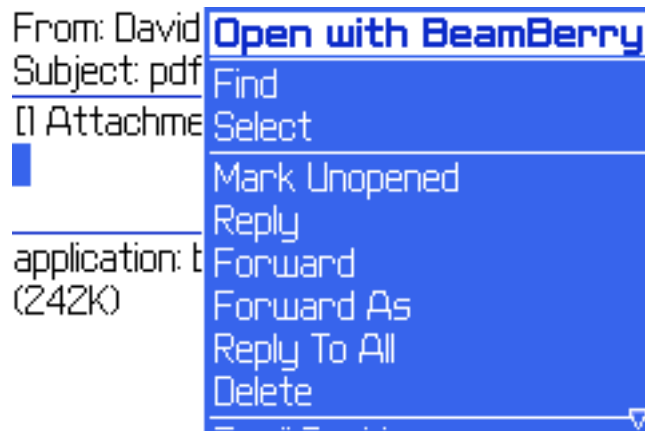 From: David
Subject: pdf
[] Attachme
application: b
(242K)
Open with BeamBerry
Find
Select
Mark Unopened
Reply
Forward
Forward As
Reply To All
Delete